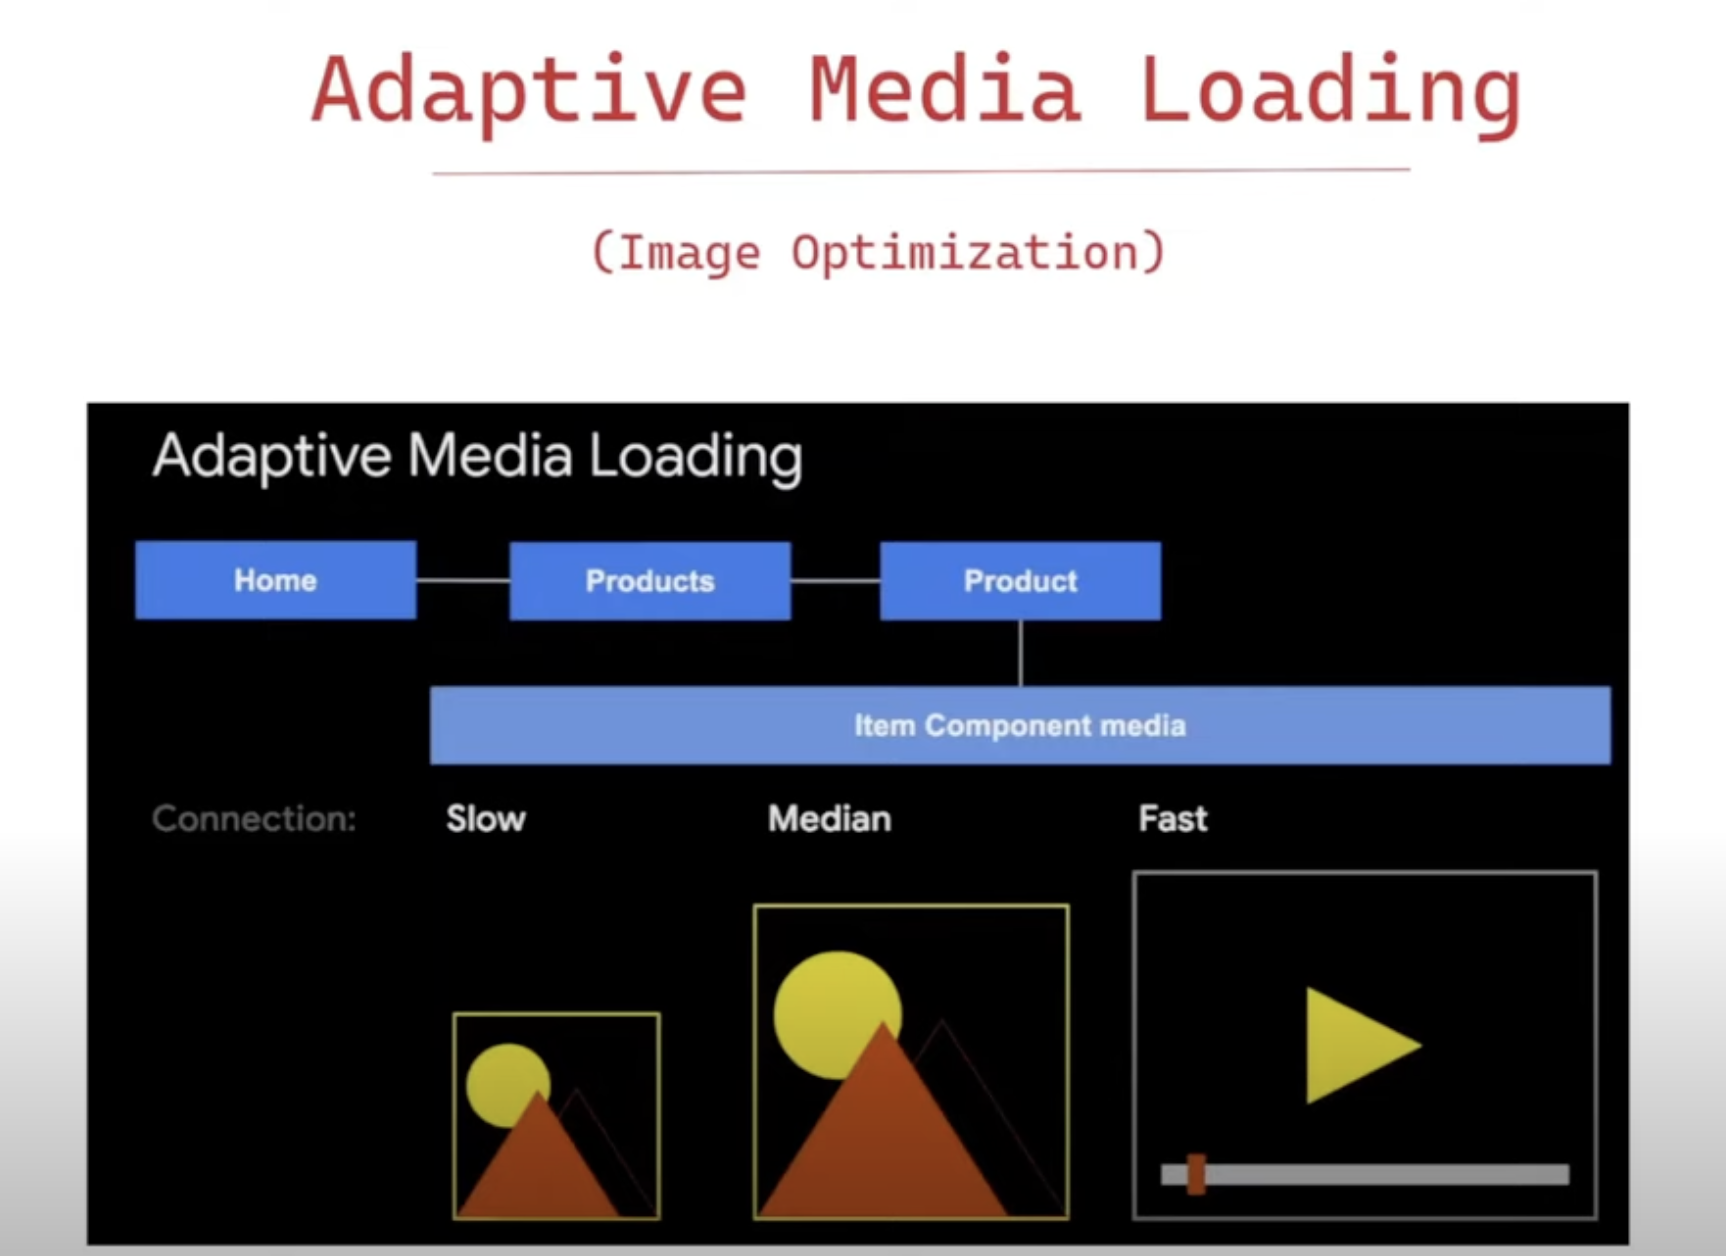 Adaptive Media Loading
(Image Optimization)
Adaptive Media Loading
Home Products Product
Item Component media
Connection: Slow Median Fast